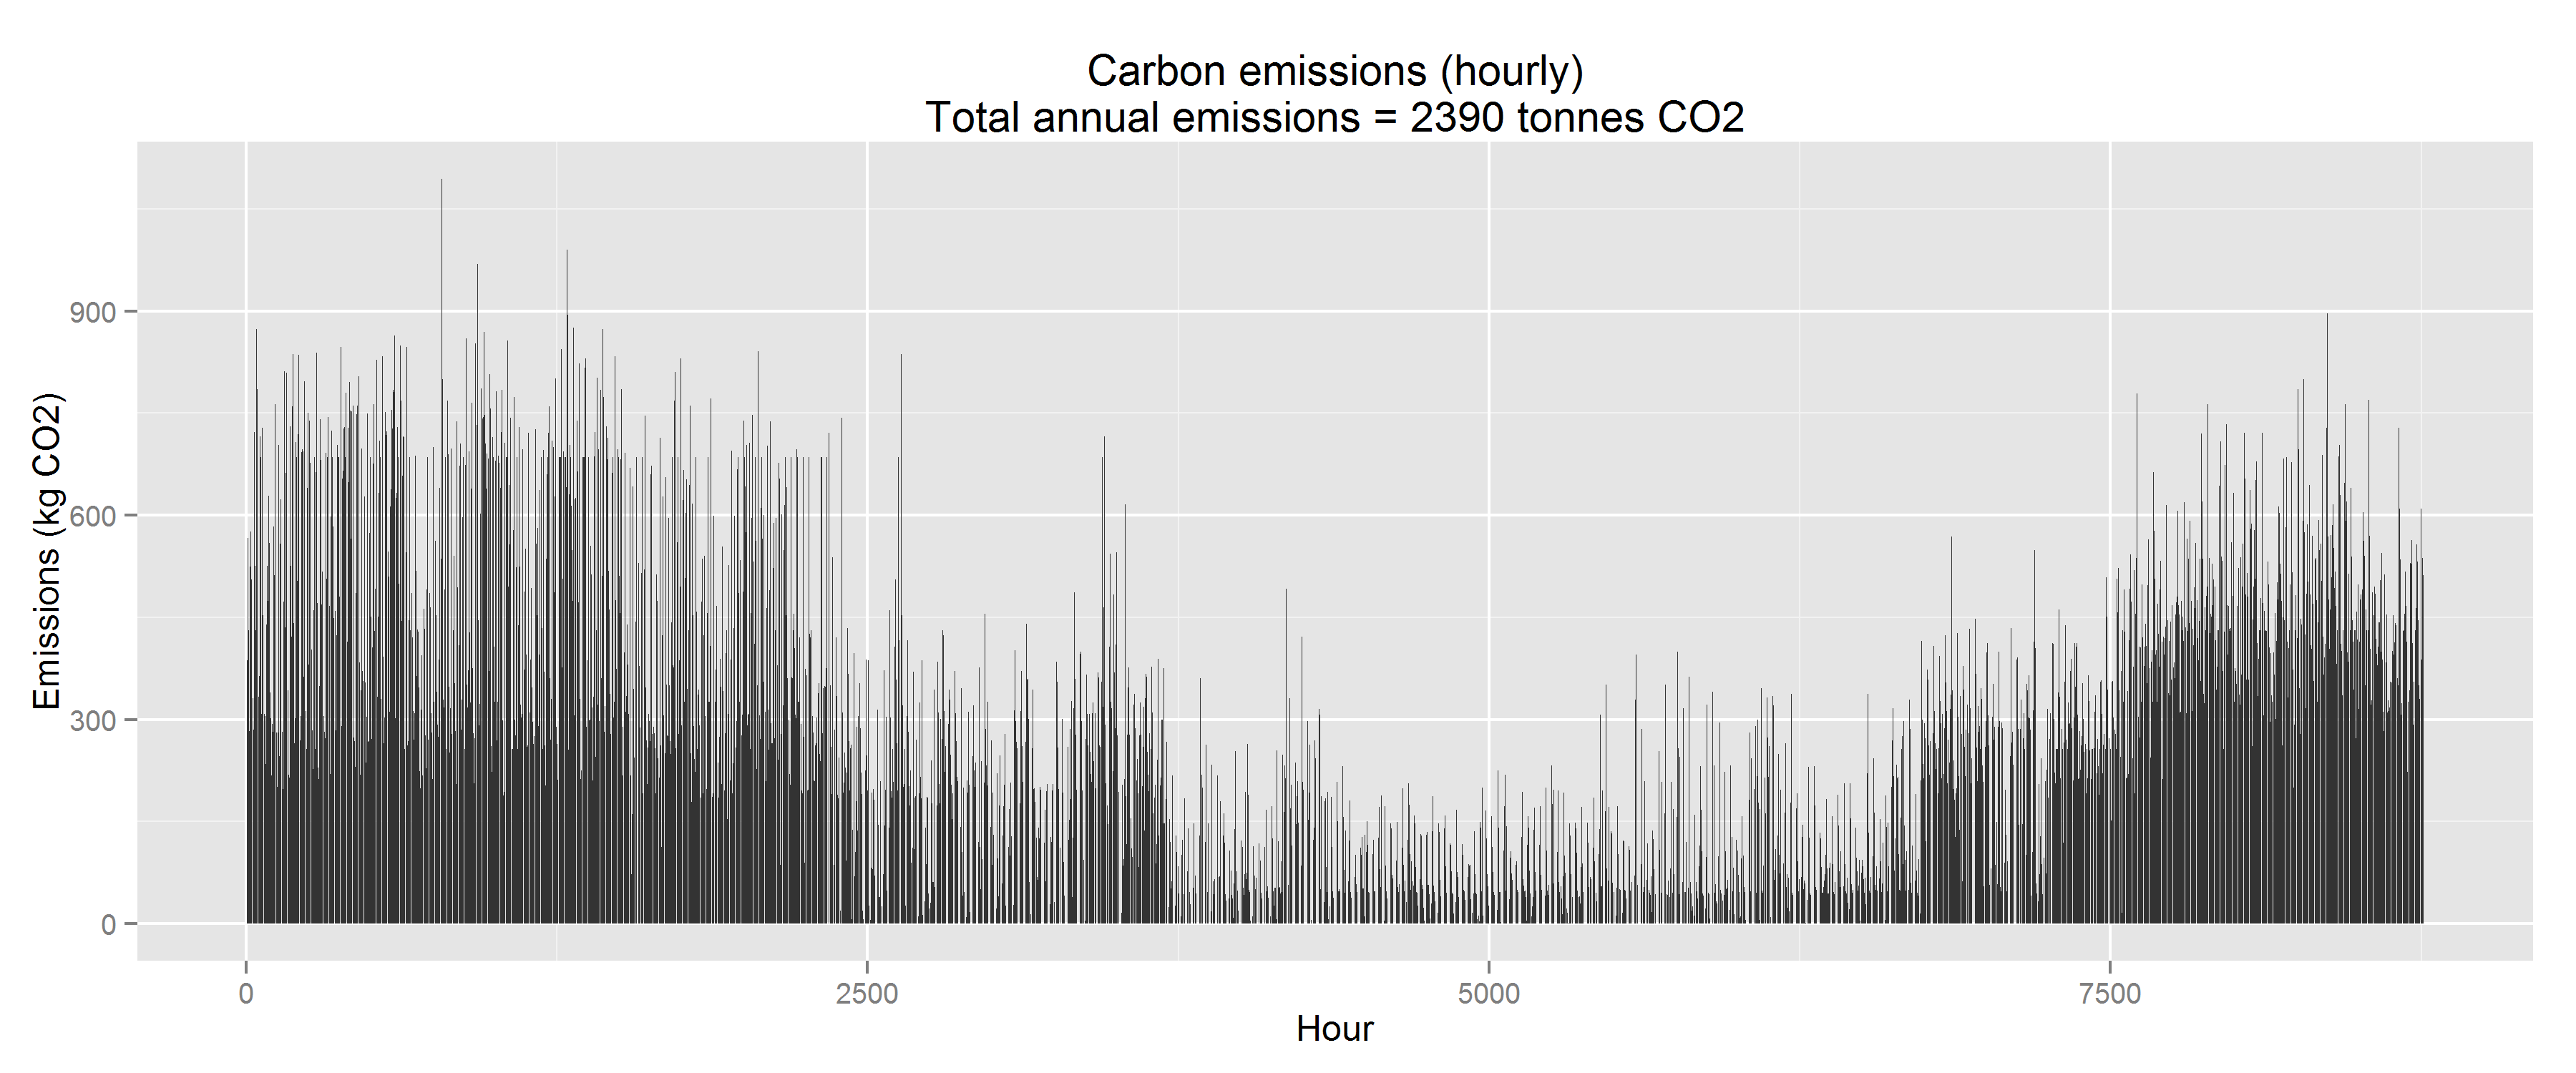 Carbon emissions (hourly)
Total annual emissions = 2390 tonnes CO2
Emissions (kg CO2)
900
600
300
0
0 2500 5000 7500
Hour